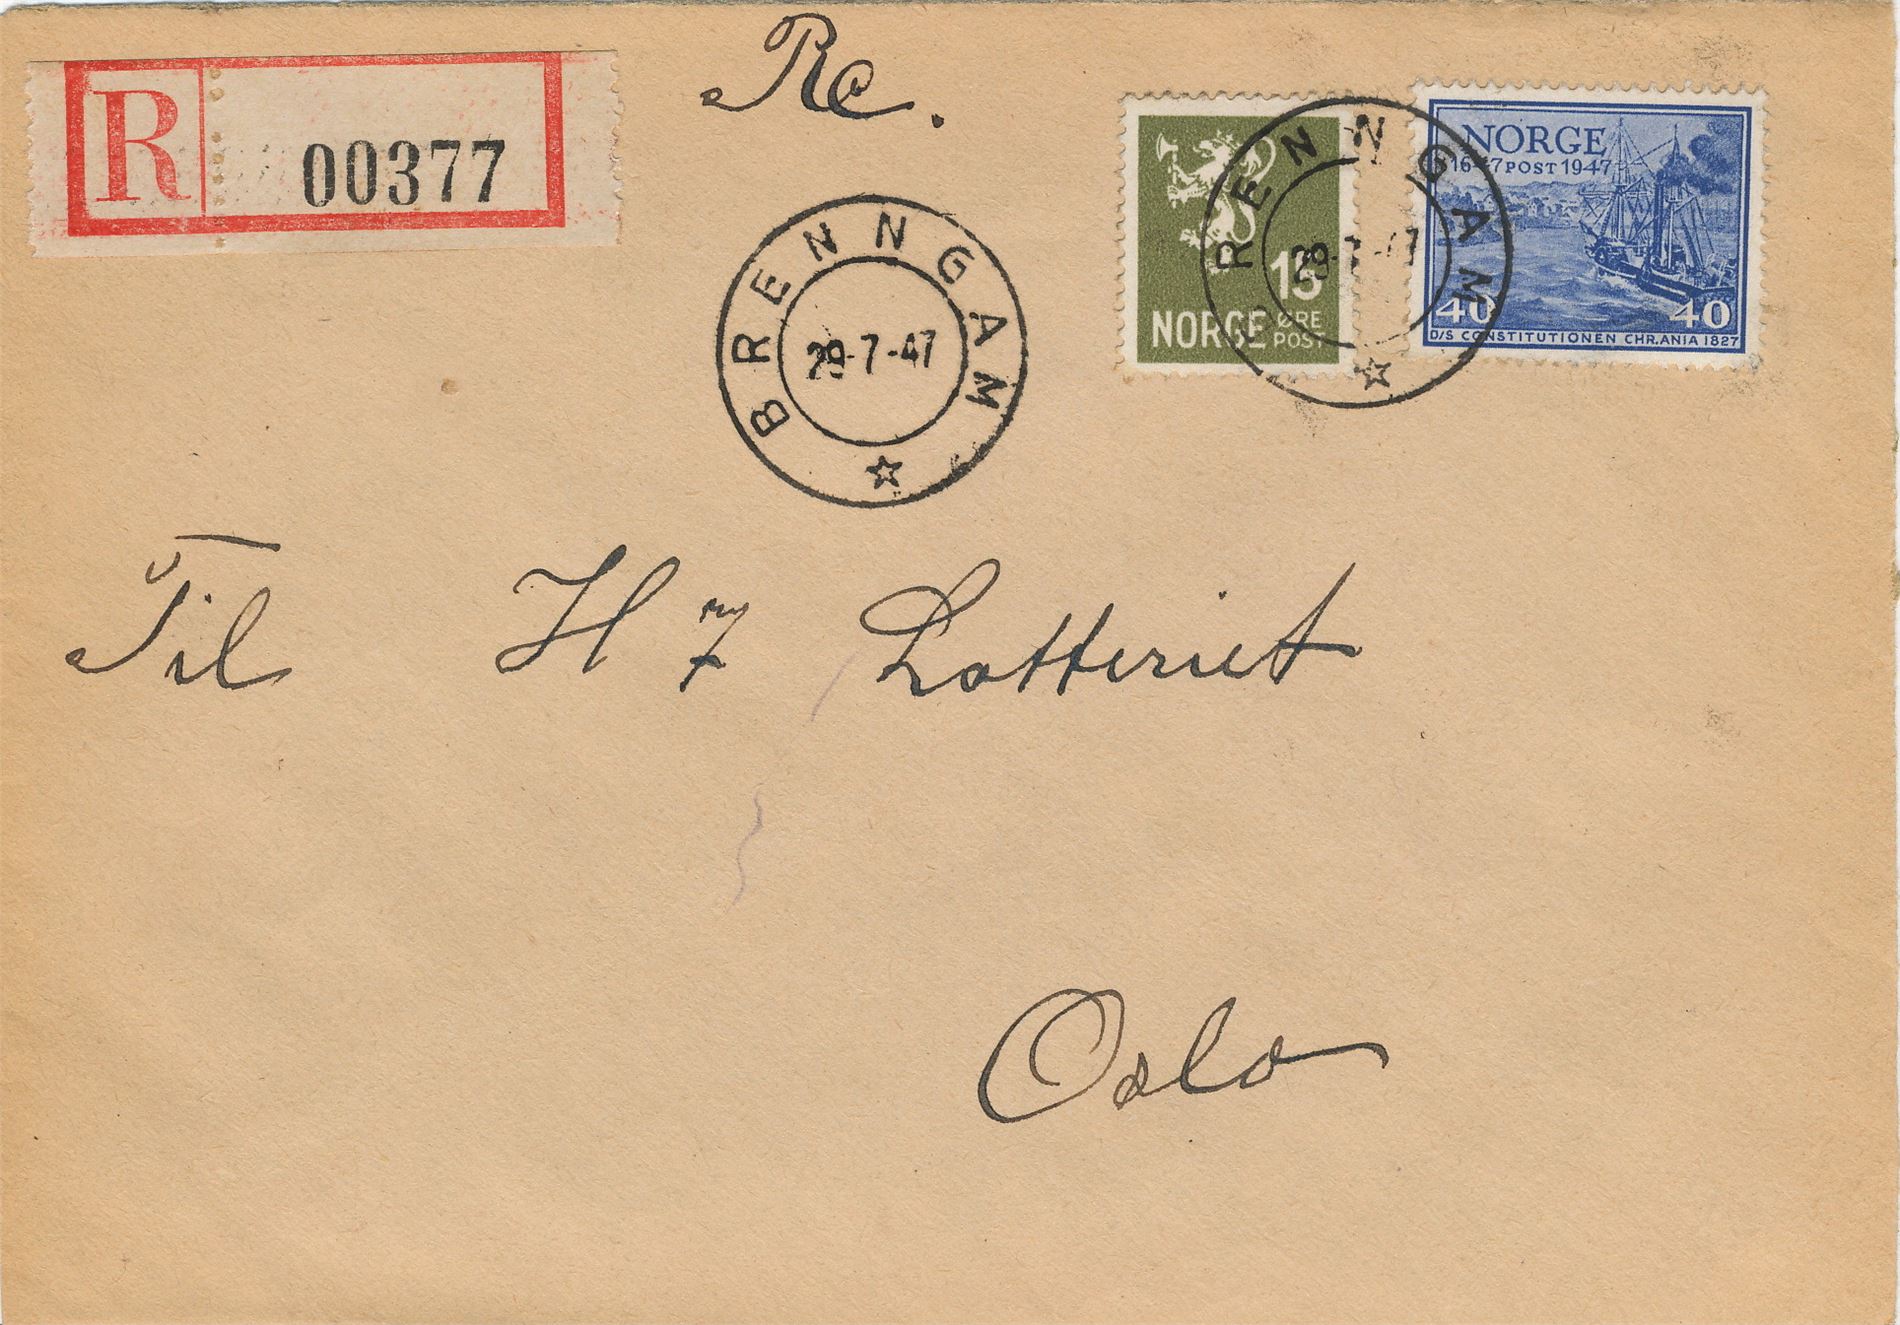 R
00377
Rc.
BRENNGAM
29-7-47
NORGE
15
ØRE
POST
BRENNGAM
29-7-47
NORGE
1647 POST 1947
40 40
D/S CONSTITUTIONEN CHR.ANIA 1827
Til H 7 Lotteriet
Oslo